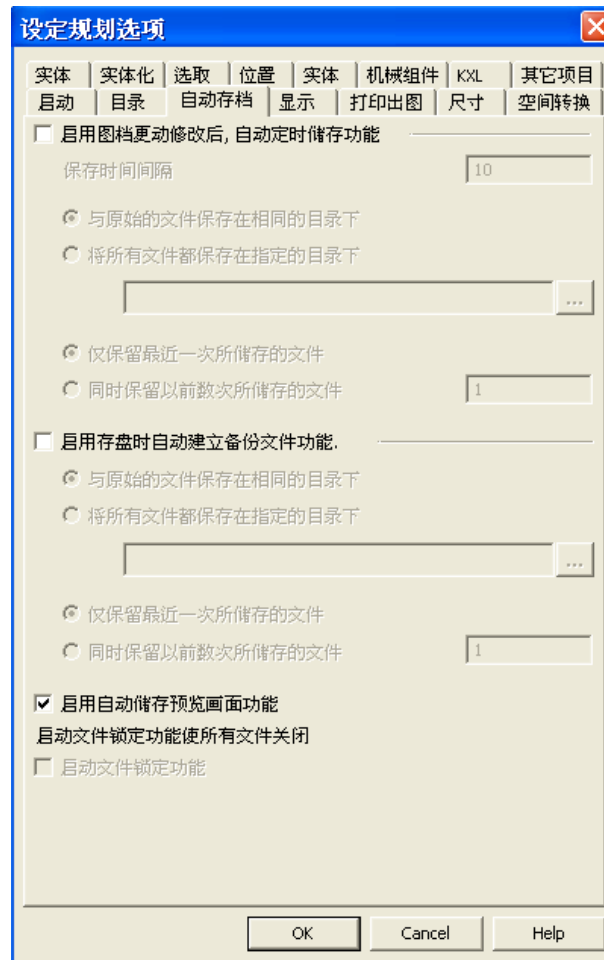 设定规划选项
实体 实体化 选取 位置 实体 机械组件 KXL 其它项目
启动 目录 自动存档 显示 打印出图 尺寸 空间转换
启用图档更动修改后, 自动定时储存功能
保存时间间隔 10
与原始的文件保存在相同的目录下
将所有文件都保存在指定的目录下
...
仅保留最近一次所储存的文件
同时保留以前数次所储存的文件 1
启用存盘时自动建立备份文件功能.
与原始的文件保存在相同的目录下
将所有文件都保存在指定的目录下
...
仅保留最近一次所储存的文件
同时保留以前数次所储存的文件 1
启用自动储存预览画面功能
启动文件锁定功能使所有文件关闭
启动文件锁定功能
OK Cancel Help